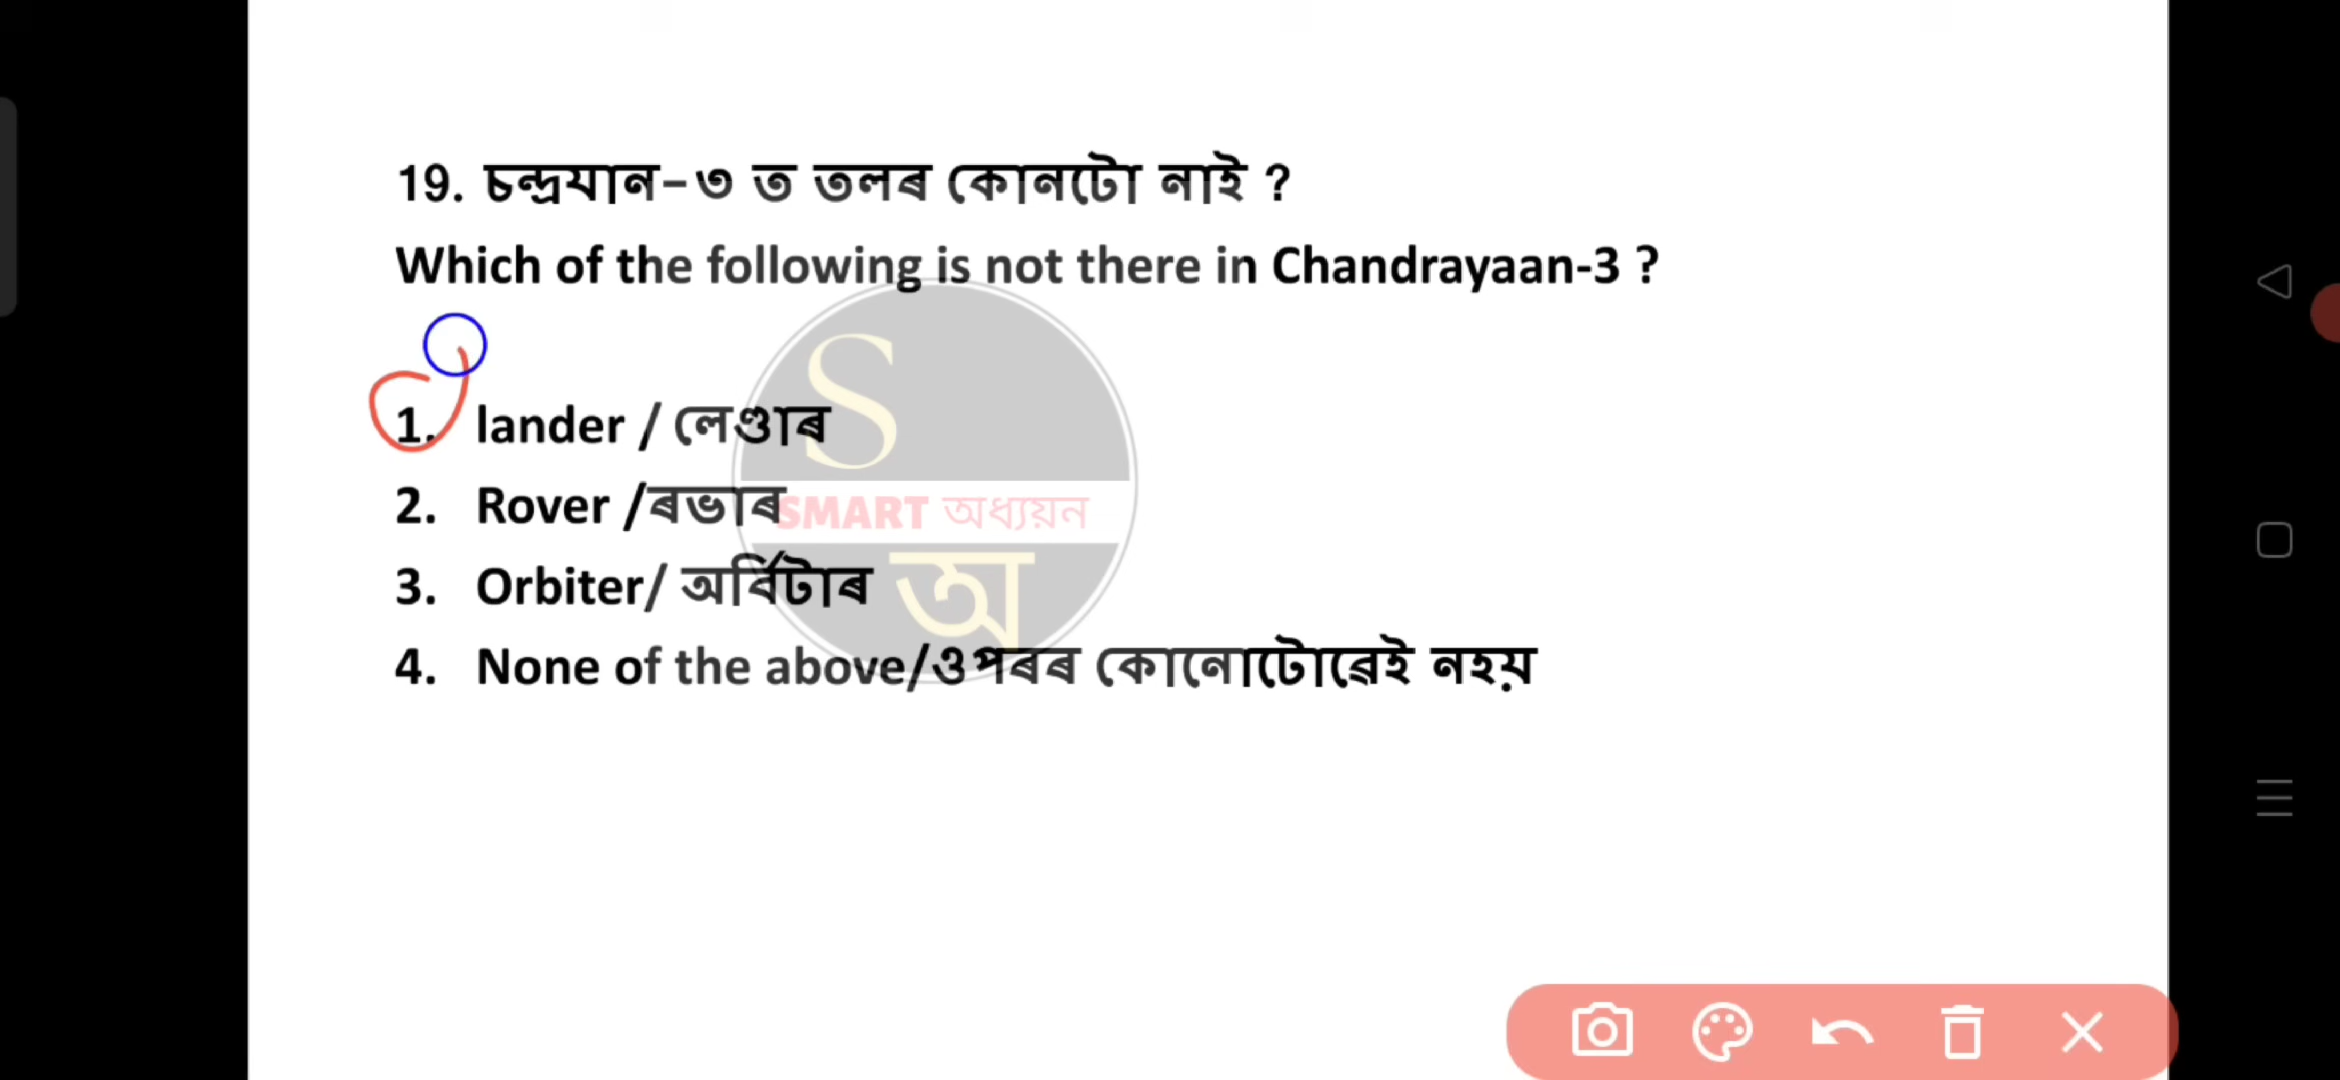 19. চন্দ্ৰযান–৩ ত তলৰ কোনটো নাই ?
Which of the following is not there in Chandrayaan-3 ?
1. lander / লেণ্ডাৰ
2. Rover /ৰভাৰ
3. Orbiter/ অৰ্বিটাৰ
4. None of the above/ওপৰৰ কোনোটোৱেই নহয়
S
SMART অধ্যয়ন
অ